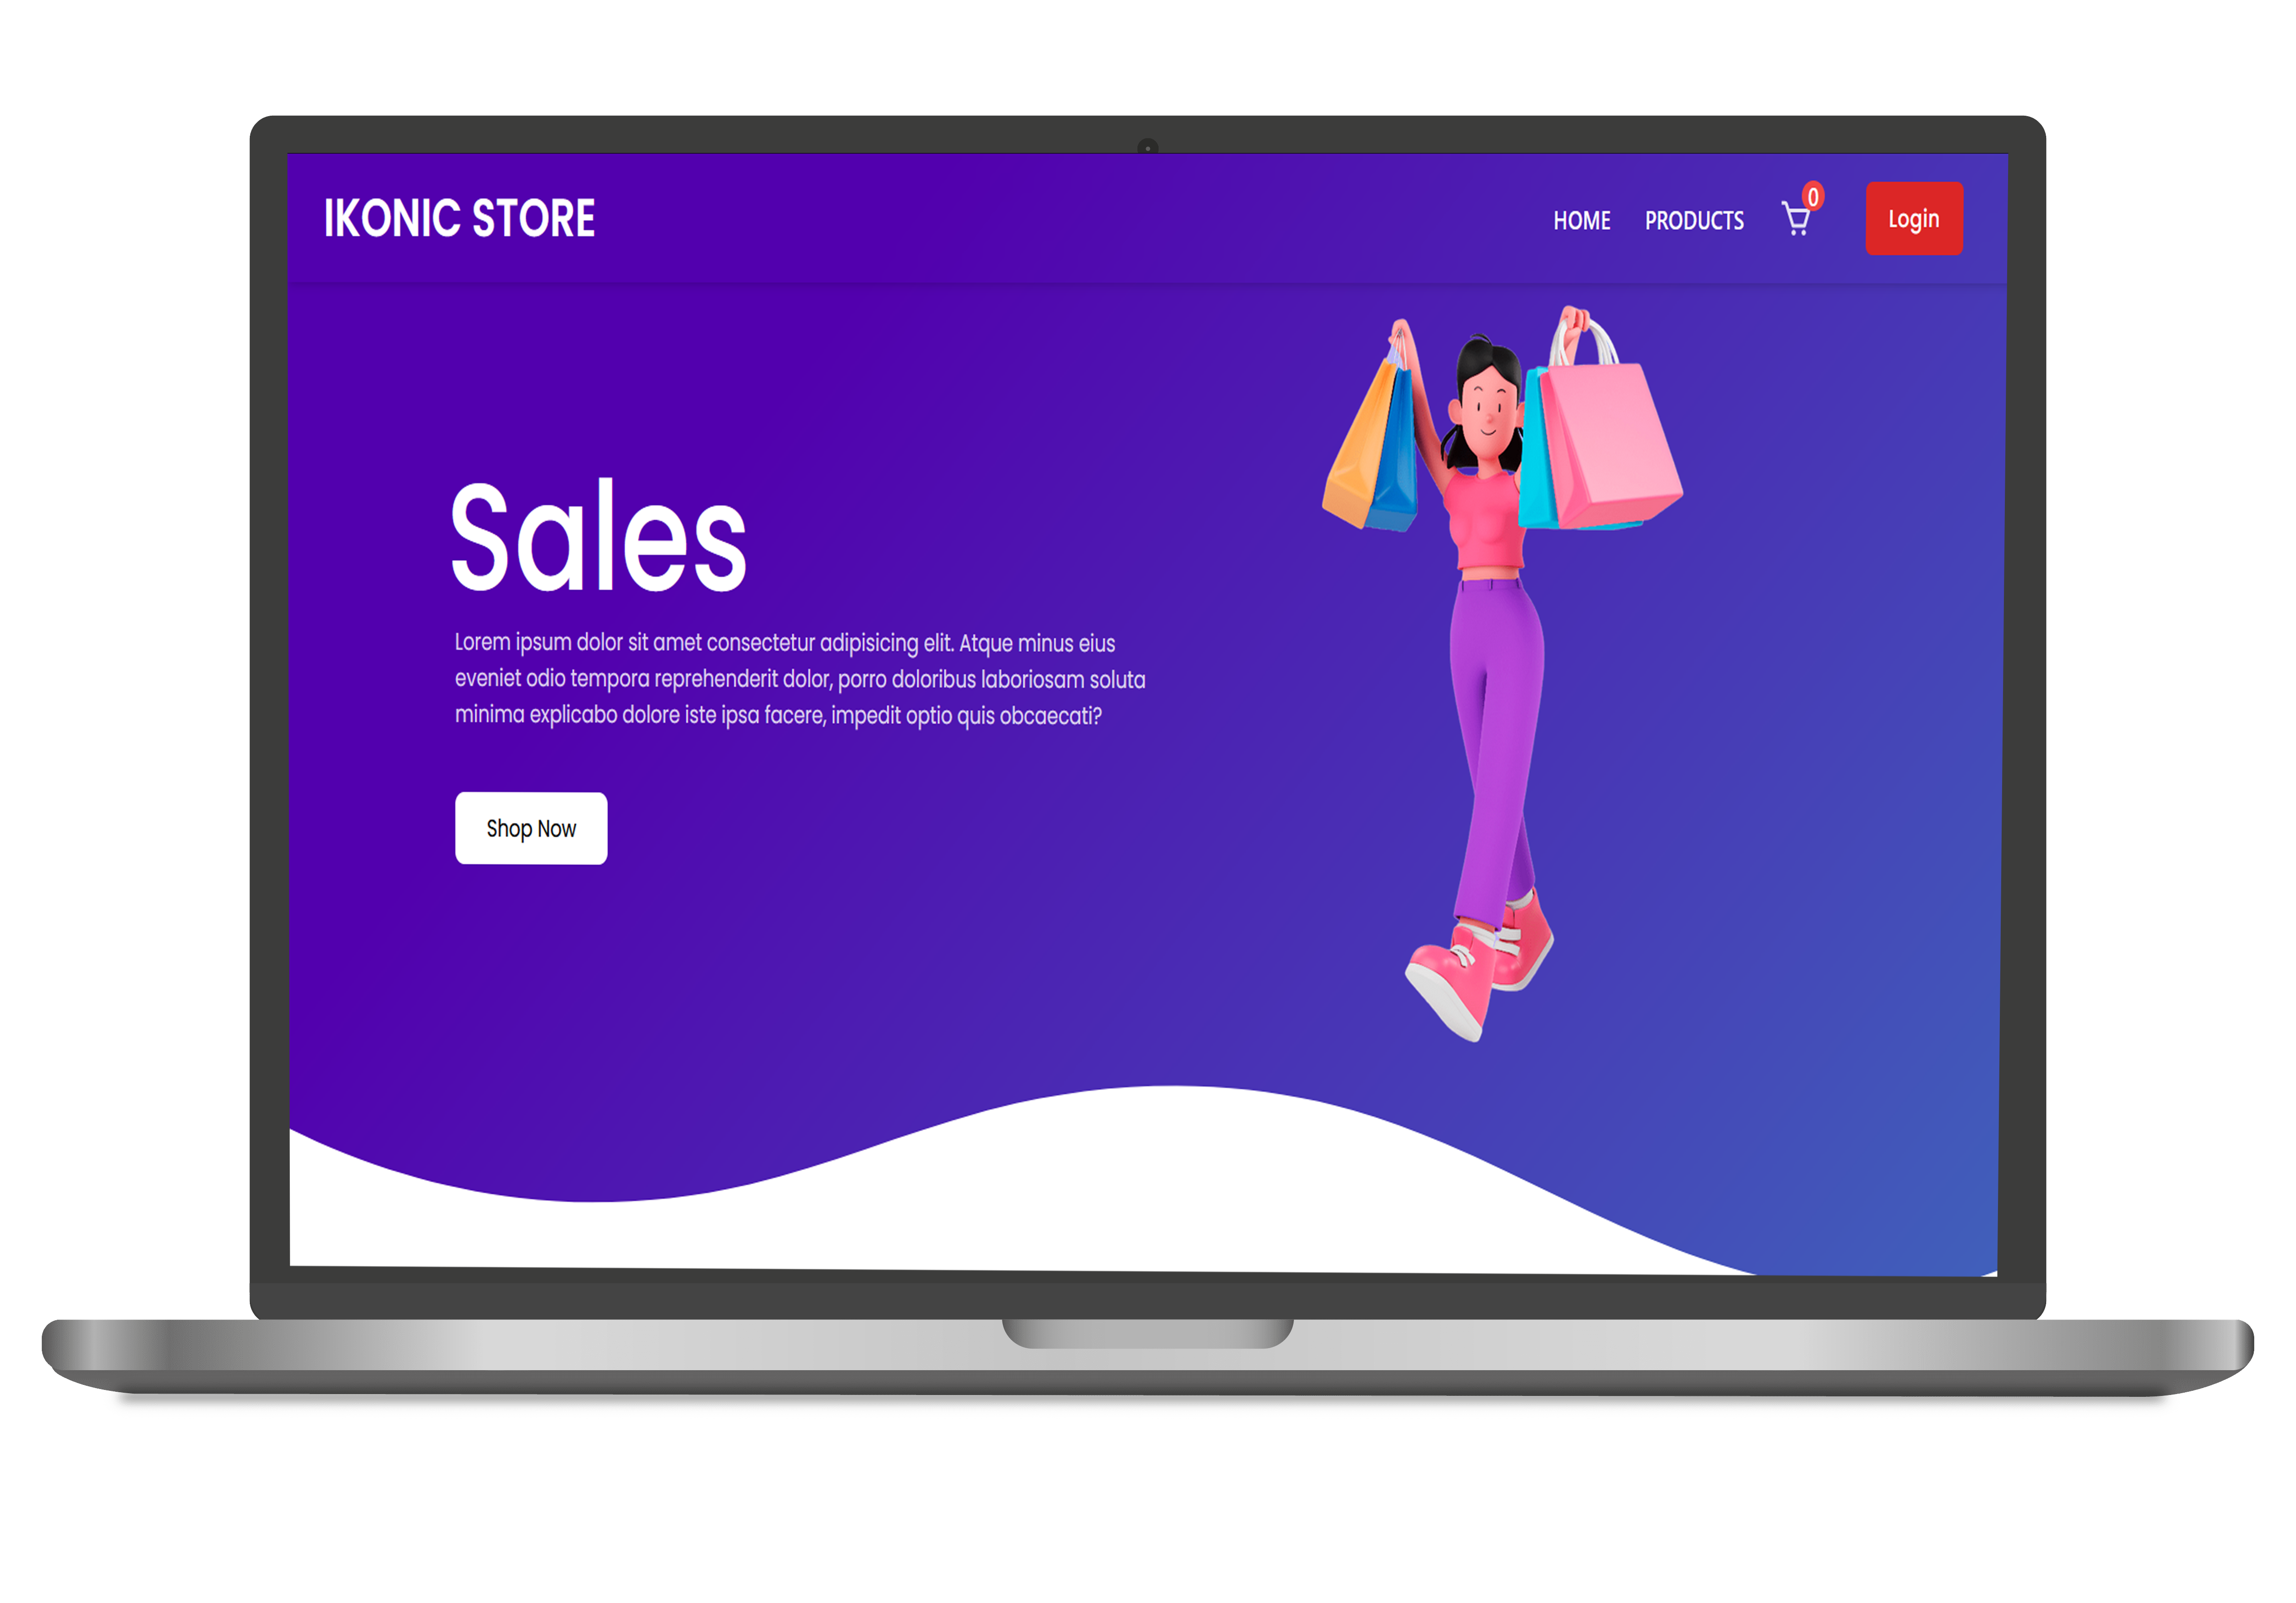 IKONIC STORE
HOME PRODUCTS 0 Login
Sales
Lorem ipsum dolor sit amet consectetur adipisicing elit. Atque minus eius
eveniet odio tempora reprehenderit dolor, porro doloribus laboriosam soluta
minima explicabo dolore iste ipsa facere, impedit optio quis obcaecati?
Shop Now